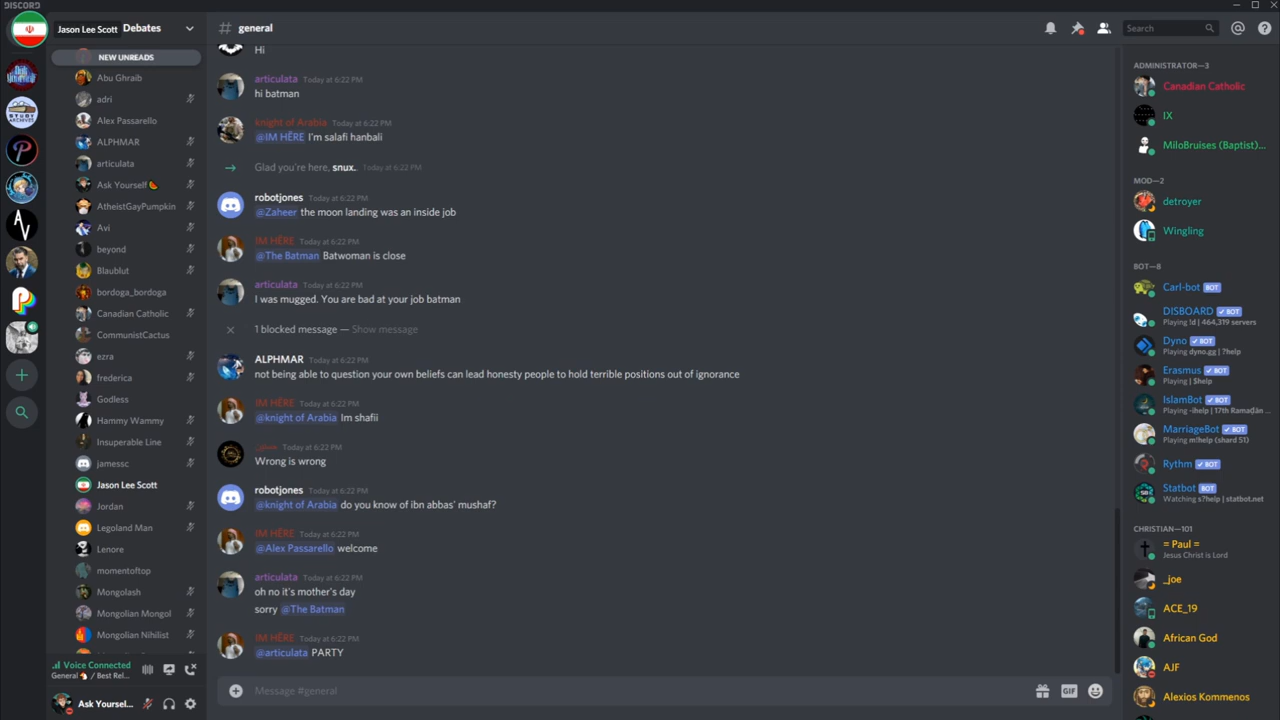 DISCORD
Jason Lee Scott
Debates
NEW UNREADS
Abu Ghraib
adri
Alex Passarello
ALPHMAR
articulata
Ask Yourself 🍉
AtheistGayPumpkin
Avi
beyond
Blaublut
bordoga_bordoga
Canadian Catholic
CommunistCactus
ezra
frederica
Godless
Hammy Wammy
Insuperable Line
jamessc
Jason Lee Scott
Jordan
Legoland Man
Lenore
momentoftop
Mongolash
Mongolian Mongol
Mongolian Nihilist
Voice Connected
General 🐴 / Best Rel...
Ask Yoursel...
STUDY
ARCHIVES
# general
Search
Hi
articulata Today at 6:22 PM
hi batman
knight of Arabia Today at 6:22 PM
@IM HĒRE I'm salafi hanbali
Glad you're here, snux. Today at 6:22 PM
robotjones Today at 6:22 PM
@Zaheer the moon landing was an inside job
IM HĒRE Today at 6:22 PM
@The Batman Batwoman is close
articulata Today at 6:22 PM
I was mugged. You are bad at your job batman
1 blocked message — Show message
ALPHMAR Today at 6:22 PM
not being able to question your own beliefs can lead honesty people to hold terrible positions out of ignorance
IM HĒRE Today at 6:22 PM
@knight of Arabia Im shafii
Today at 6:22 PM
Wrong is wrong
robotjones Today at 6:22 PM
@knight of Arabia do you know of ibn abbas' mushaf?
IM HĒRE Today at 6:22 PM
@Alex Passarello welcome
articulata Today at 6:22 PM
oh no it's mother's day
sorry @The Batman
IM HĒRE Today at 6:22 PM
@articulata PARTY
Message #general
GIF
ADMINISTRATOR—3
Canadian Catholic
IX
MiloBruises (Baptist)...
MOD—2
detroyer
Wingling
BOT—8
Carl-bot BOT
DISBOARD ✓ BOT
Playing !d | 464,319 servers
Dyno ✓ BOT
Playing dyno.gg | ?help
Erasmus ✓ BOT
Playing | $help
IslamBot ✓ BOT
Playing -ihelp | 17th Ramaḍān ...
MarriageBot ✓ BOT
Playing m!help (shard 51)
Rythm ✓ BOT
Statbot BOT
Watching s?help | statbot.net
CHRISTIAN—101
= Paul =
Jesus Christ is Lord
_joe
ACE_19
African God
AJF
Alexios Kommenos